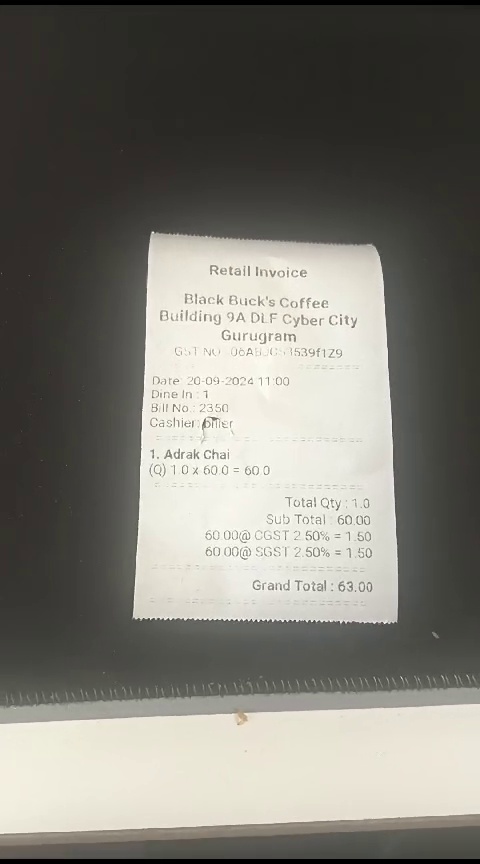 Retail Invoice
Black Buck's Coffee
Building 9A DLF Cyber City
Gurugram
GST NO
Date: 20-09-2024 11:00
Dine In : 1
Bill No.: 2350
Cashier: biller
1. Adrak Chai
(Q) 1.0 x 60.0 = 60.0
Total Qty : 1.0
Sub Total : 60.00
60.00@ CGST 2.50% = 1.50
60.00@ SGST 2.50% = 1.50
Grand Total : 63.00